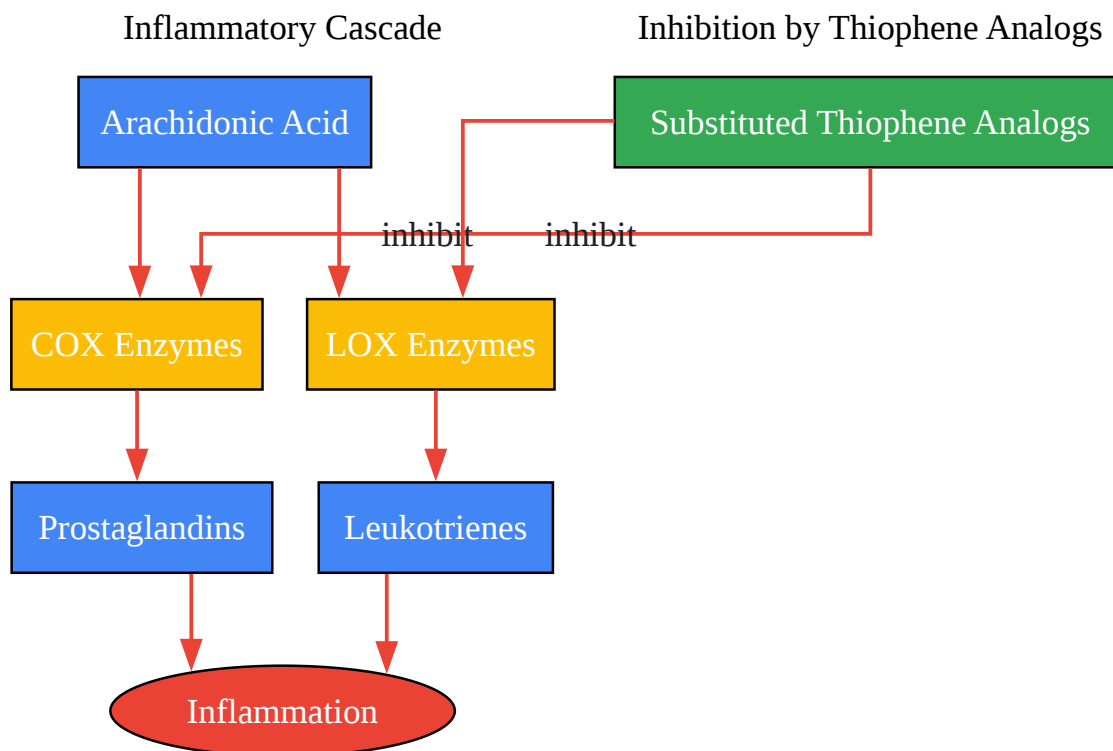 Inflammatory Cascade
Inhibition by Thiophene Analogs
Arachidonic Acid
Substituted Thiophene Analogs
inhibit
inhibit
COX Enzymes
LOX Enzymes
Prostaglandins
Leukotrienes
Inflammation